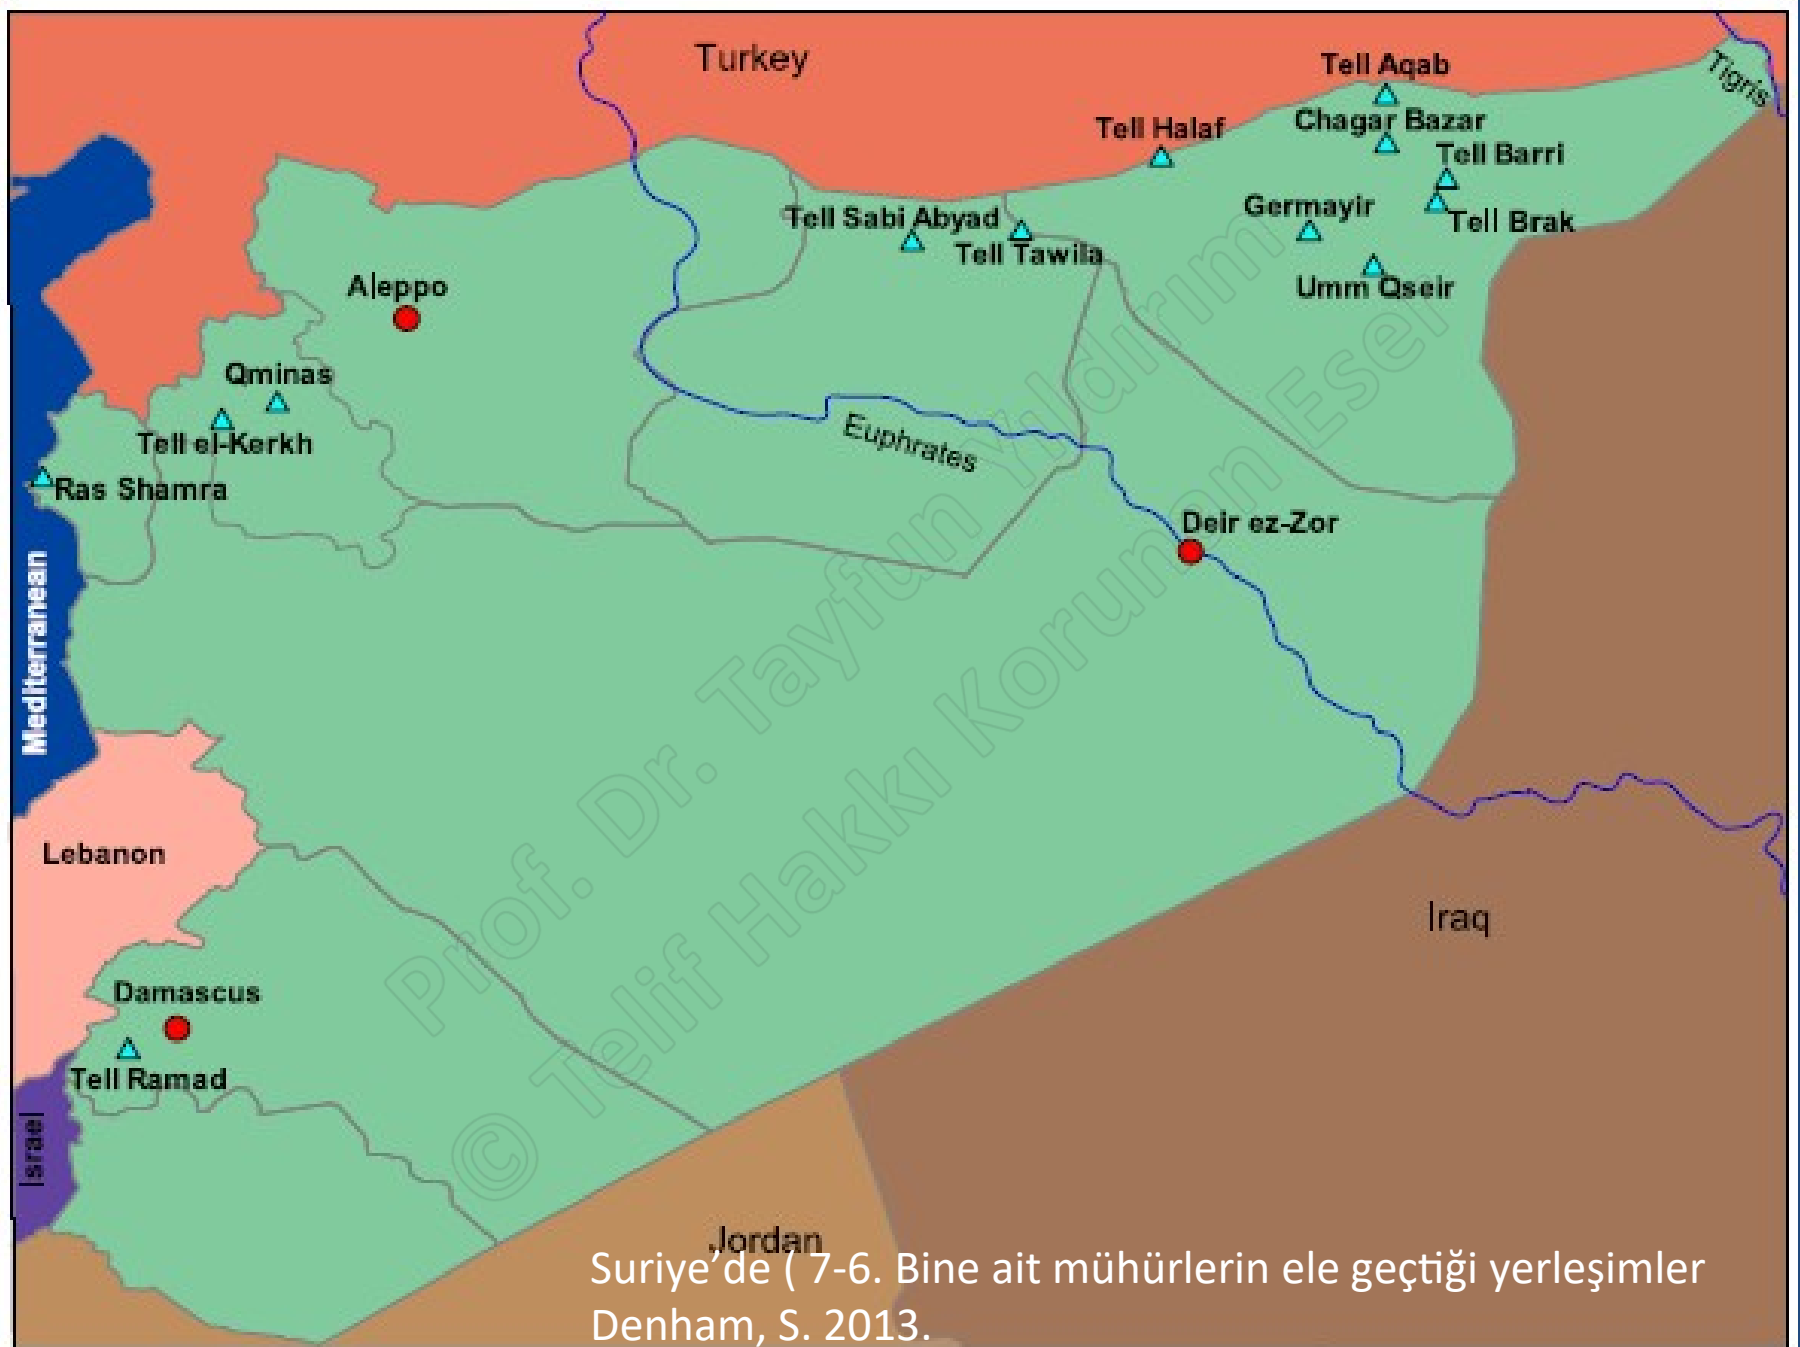 Turkey
Tigris
Tell Aqab
Chagar Bazar
Tell Halaf
Tell Barri
Germayir
Tell Brak
Tell Sabi Abyad
Tell Tawila
Umm Qseir
Aleppo
Qminas
Tell el-Kerkh
Euphrates
Ras Shamra
Deir ez-Zor
Mediterranean
Lebanon
Iraq
Damascus
Tell Ramad
Israel
Jordan
Prof. Dr. Tayfun Yıldırım
© Telif Hakkı Korunan Eser
Suriye’de ( 7-6. Bine ait mühürlerin ele geçtiği yerleşimler
Denham, S. 2013.